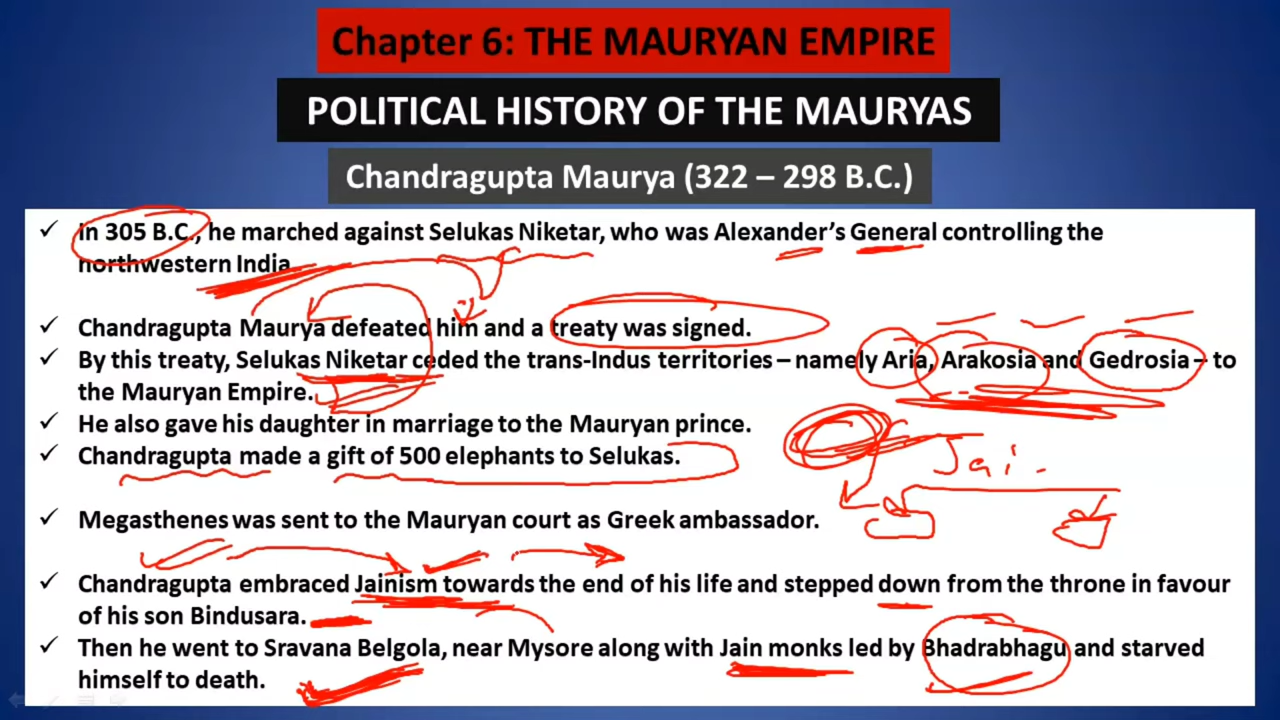 Chapter 6: THE MAURYAN EMPIRE
POLITICAL HISTORY OF THE MAURYAS
Chandragupta Maurya (322 – 298 B.C.)
✓ In 305 B.C., he marched against Selukas Niketar, who was Alexander's General controlling the
northwestern India.
✓ Chandragupta Maurya defeated him and a treaty was signed.
✓ By this treaty, Selukas Niketar ceded the trans-Indus territories – namely Aria, Arakosia and Gedrosia – to
the Mauryan Empire.
✓ He also gave his daughter in marriage to the Mauryan prince.
✓ Chandragupta made a gift of 500 elephants to Selukas.
Jai.
✓ Megasthenes was sent to the Mauryan court as Greek ambassador.
✓ Chandragupta embraced Jainism towards the end of his life and stepped down from the throne in favour
of his son Bindusara.
✓ Then he went to Sravana Belgola, near Mysore along with Jain monks led by Bhadrabhagu and starved
himself to death.